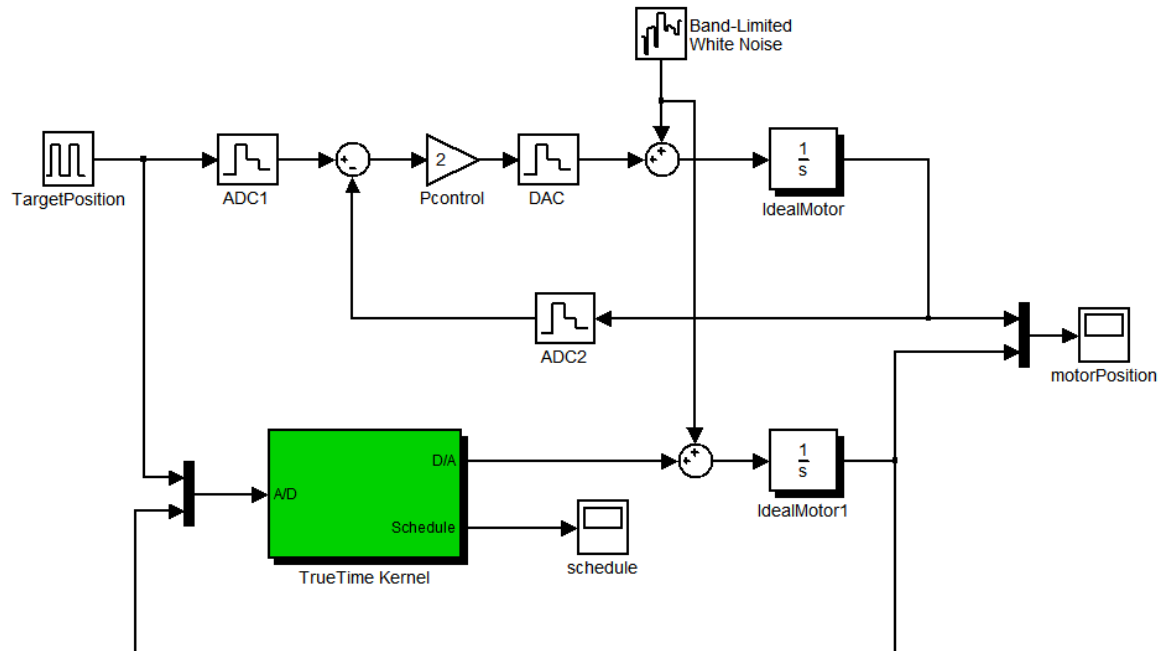 Band-Limited
White Noise
TargetPosition
ADC1
+
-
2
Pcontrol
DAC
+
+
1
s
IdealMotor
ADC2
motorPosition
A/D
D/A
Schedule
TrueTime Kernel
schedule
+
+
1
s
IdealMotor1